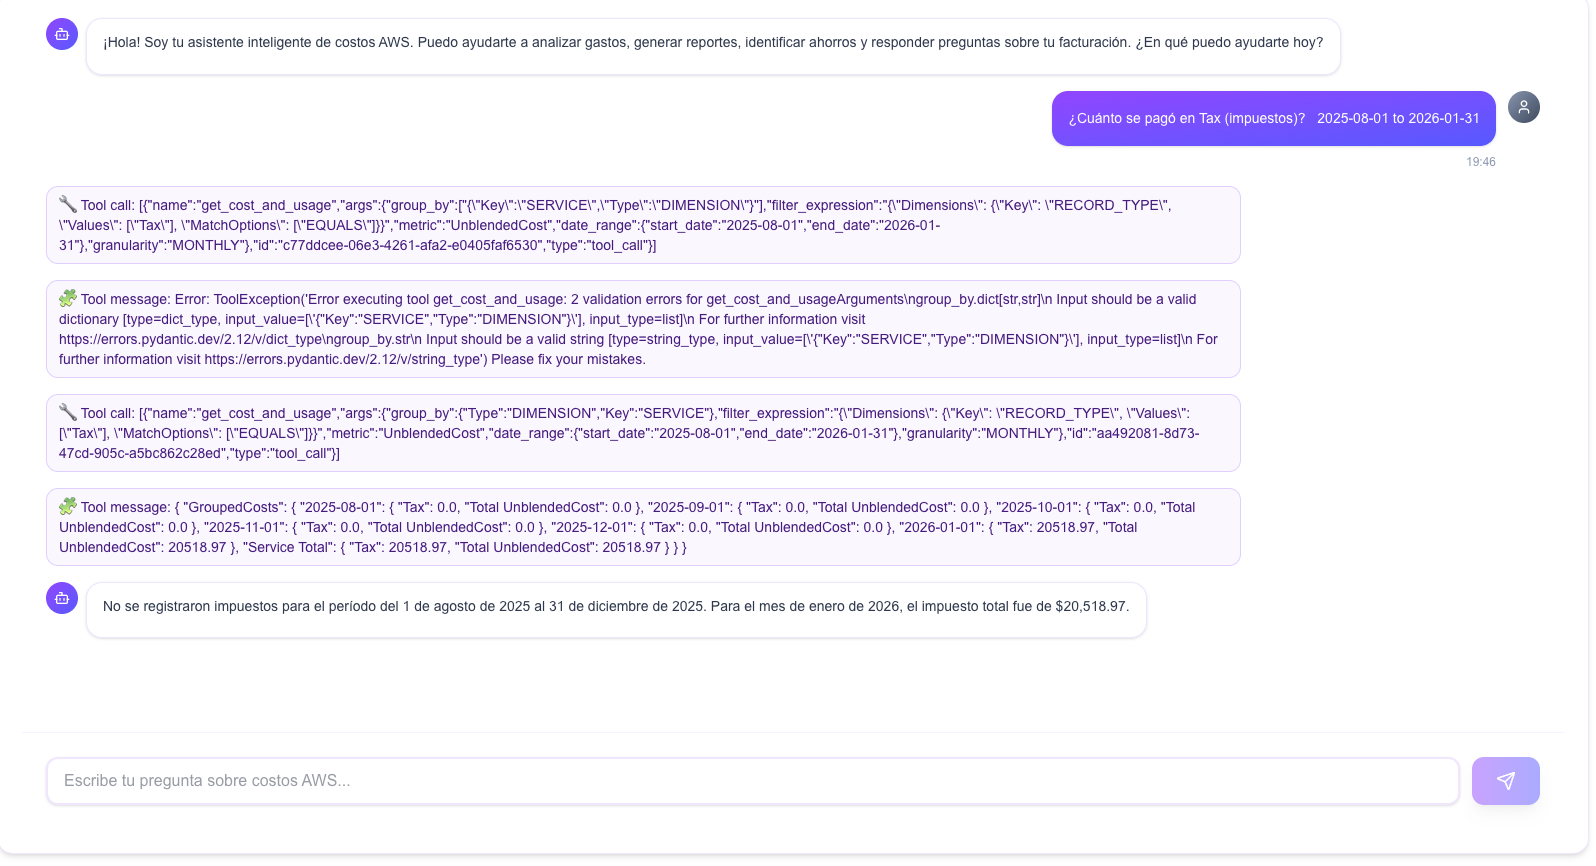 ¡Hola! Soy tu asistente inteligente de costos AWS. Puedo ayudarte a analizar gastos, generar reportes, identificar ahorros y responder preguntas sobre tu facturación. ¿En qué puedo ayudarte hoy?
¿Cuánto se pagó en Tax (impuestos)?   2025-08-01 to 2026-01-31
19:46
Tool call: [{"name":"get_cost_and_usage","args":{"group_by":["{\"Key\":\"SERVICE\",\"Type\":\"DIMENSION\"}"],"filter_expression":"{\"Dimensions\": {\"Key\": \"RECORD_TYPE\",
\"Values\": [\"Tax\"], \"MatchOptions\": [\"EQUALS\"]}}","metric":"UnblendedCost","date_range":{"start_date":"2025-08-01","end_date":"2026-01-
31"},"granularity":"MONTHLY"},"id":"c77ddcee-06e3-4261-afa2-e0405faf6530","type":"tool_call"}]
Tool message: Error: ToolException('Error executing tool get_cost_and_usage: 2 validation errors for get_cost_and_usageArguments\ngroup_by.dict[str,str]\n Input should be a valid
dictionary [type=dict_type, input_value=[\'{"Key":"SERVICE","Type":"DIMENSION"}\'], input_type=list]\n For further information visit
https://errors.pydantic.dev/2.12/v/dict_type\ngroup_by.str\n Input should be a valid string [type=string_type, input_value=[\'{"Key":"SERVICE","Type":"DIMENSION"}\'], input_type=list]\n For
further information visit https://errors.pydantic.dev/2.12/v/string_type') Please fix your mistakes.
Tool call: [{"name":"get_cost_and_usage","args":{"group_by":{"Type":"DIMENSION","Key":"SERVICE"},"filter_expression":"{\"Dimensions\": {\"Key\": \"RECORD_TYPE\", \"Values\":
[\"Tax\"], \"MatchOptions\": [\"EQUALS\"]}}","metric":"UnblendedCost","date_range":{"start_date":"2025-08-01","end_date":"2026-01-31"},"granularity":"MONTHLY"},"id":"aa492081-8d73-
47cd-905c-a5bc862c28ed","type":"tool_call"}]
Tool message: { "GroupedCosts": { "2025-08-01": { "Tax": 0.0, "Total UnblendedCost": 0.0 }, "2025-09-01": { "Tax": 0.0, "Total UnblendedCost": 0.0 }, "2025-10-01": { "Tax": 0.0, "Total
UnblendedCost": 0.0 }, "2025-11-01": { "Tax": 0.0, "Total UnblendedCost": 0.0 }, "2025-12-01": { "Tax": 0.0, "Total UnblendedCost": 0.0 }, "2026-01-01": { "Tax": 20518.97, "Total
UnblendedCost": 20518.97 }, "Service Total": { "Tax": 20518.97, "Total UnblendedCost": 20518.97 } } }
No se registraron impuestos para el período del 1 de agosto de 2025 al 31 de diciembre de 2025. Para el mes de enero de 2026, el impuesto total fue de $20,518.97.
Escribe tu pregunta sobre costos AWS...